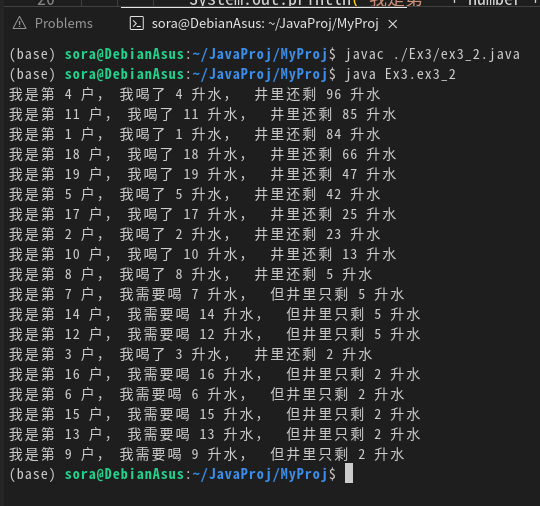 Problems sora@DebianAsus: ~/JavaProj/MyProj
(base) sora@DebianAsus:~/JavaProj/MyProj$ javac ./Ex3/ex3_2.java
(base) sora@DebianAsus:~/JavaProj/MyProj$ java Ex3.ex3_2
我是第 4 户， 我喝了 4 升水， 井里还剩 96 升水
我是第 11 户， 我喝了 11 升水， 井里还剩 85 升水
我是第 1 户， 我喝了 1 升水， 井里还剩 84 升水
我是第 18 户， 我喝了 18 升水， 井里还剩 66 升水
我是第 19 户， 我喝了 19 升水， 井里还剩 47 升水
我是第 5 户， 我喝了 5 升水， 井里还剩 42 升水
我是第 17 户， 我喝了 17 升水， 井里还剩 25 升水
我是第 2 户， 我喝了 2 升水， 井里还剩 23 升水
我是第 10 户， 我喝了 10 升水， 井里还剩 13 升水
我是第 8 户， 我喝了 8 升水， 井里还剩 5 升水
我是第 7 户， 我需要喝 7 升水， 但井里只剩 5 升水
我是第 14 户， 我需要喝 14 升水， 但井里只剩 5 升水
我是第 12 户， 我需要喝 12 升水， 但井里只剩 5 升水
我是第 3 户， 我喝了 3 升水， 井里还剩 2 升水
我是第 16 户， 我需要喝 16 升水， 但井里只剩 2 升水
我是第 6 户， 我需要喝 6 升水， 但井里只剩 2 升水
我是第 15 户， 我需要喝 15 升水， 但井里只剩 2 升水
我是第 13 户， 我需要喝 13 升水， 但井里只剩 2 升水
我是第 9 户， 我需要喝 9 升水， 但井里只剩 2 升水
(base) sora@DebianAsus:~/JavaProj/MyProj$